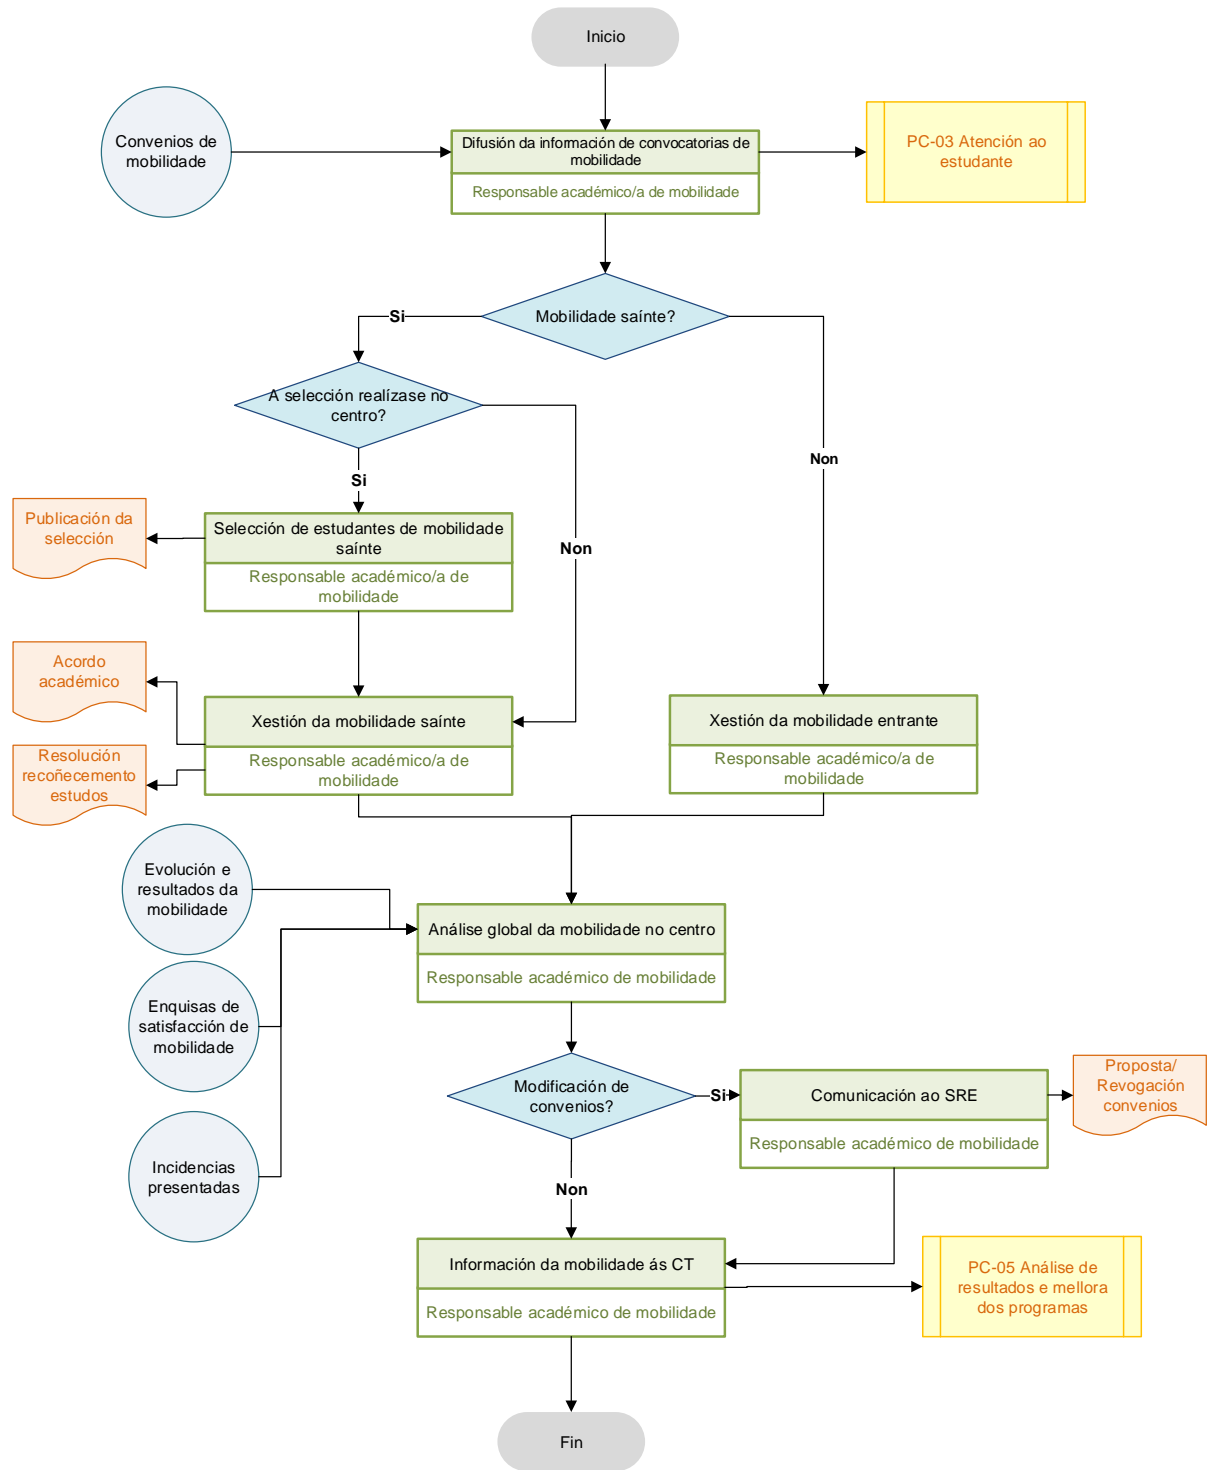 Inicio
Convenios de
mobilidade
Difusión da información de convocatorias de
mobilidade
Responsable académico/a de mobilidade
PC-03 Atención ao
estudante
Mobilidade saínte?
Si
A selección realízase no
centro?
Non
Si
Publicación da
selección
Selección de estudantes de mobilidade
saínte
Responsable académico/a de
mobilidade
Non
Acordo
académico
Xestión da mobilidade saínte
Responsable académico/a de
mobilidade
Xestión da mobilidade entrante
Responsable académico/a de
mobilidade
Resolución
recoñecemento
estudos
Evolución e
resultados da
mobilidade
Análise global da mobilidade no centro
Responsable académico de mobilidade
Enquisas de
satisfacción de
mobilidade
Modificación de
convenios?
Si
Comunicación ao SRE
Responsable académico de mobilidade
Proposta/
Revogación
convenios
Incidencias
presentadas
Non
Información da mobilidade ás CT
Responsable académico de mobilidade
PC-05 Análise de
resultados e mellora
dos programas
Fin